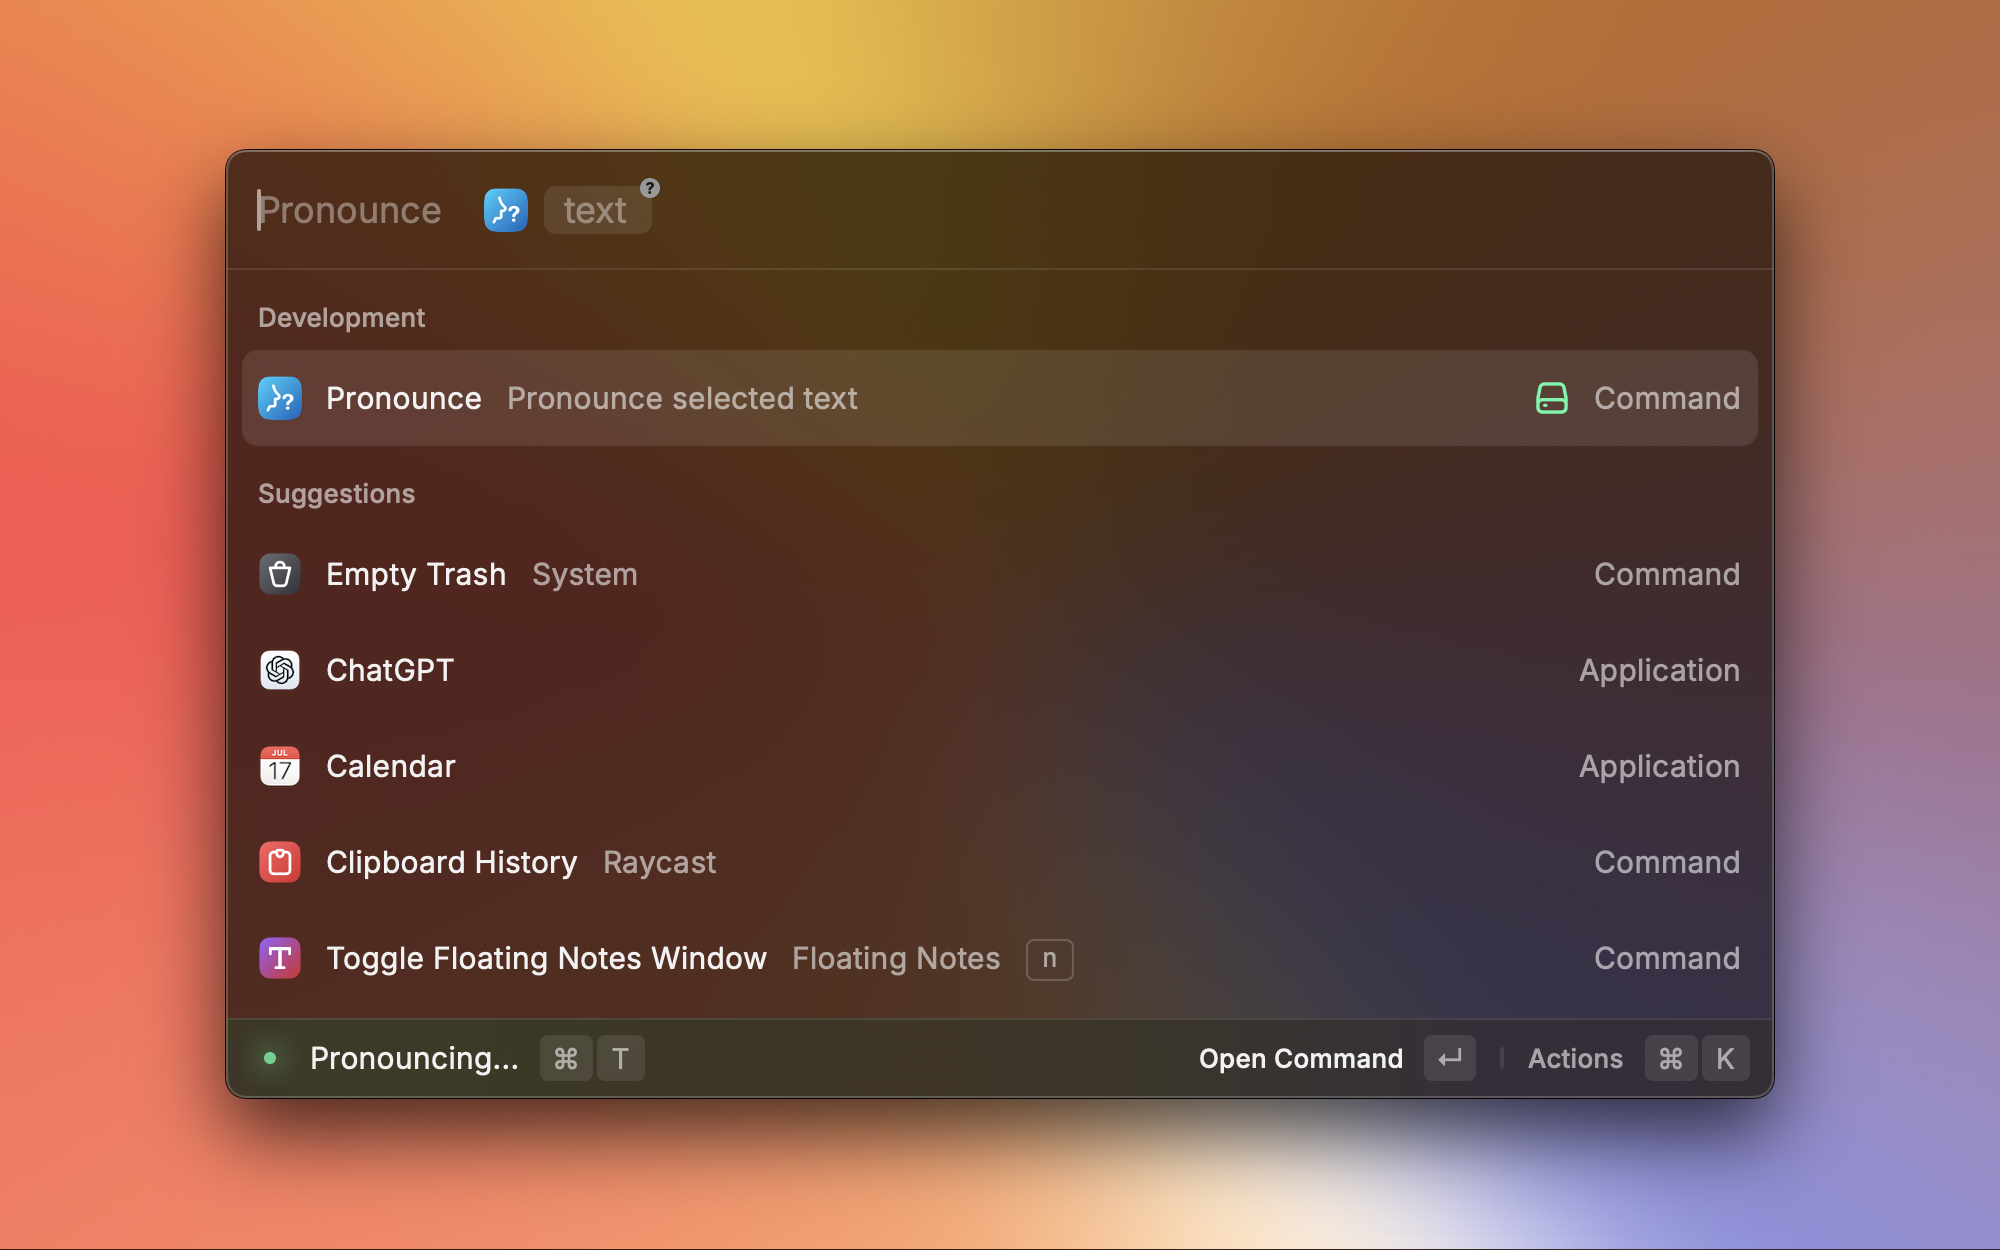 Pronounce text ?
Development
Pronounce Pronounce selected text Command
Suggestions
Empty Trash System Command
ChatGPT Application
JUL
17
Calendar Application
Clipboard History Raycast Command
T Toggle Floating Notes Window Floating Notes n Command
Pronouncing... ⌘ T Open Command ↵ Actions ⌘ K